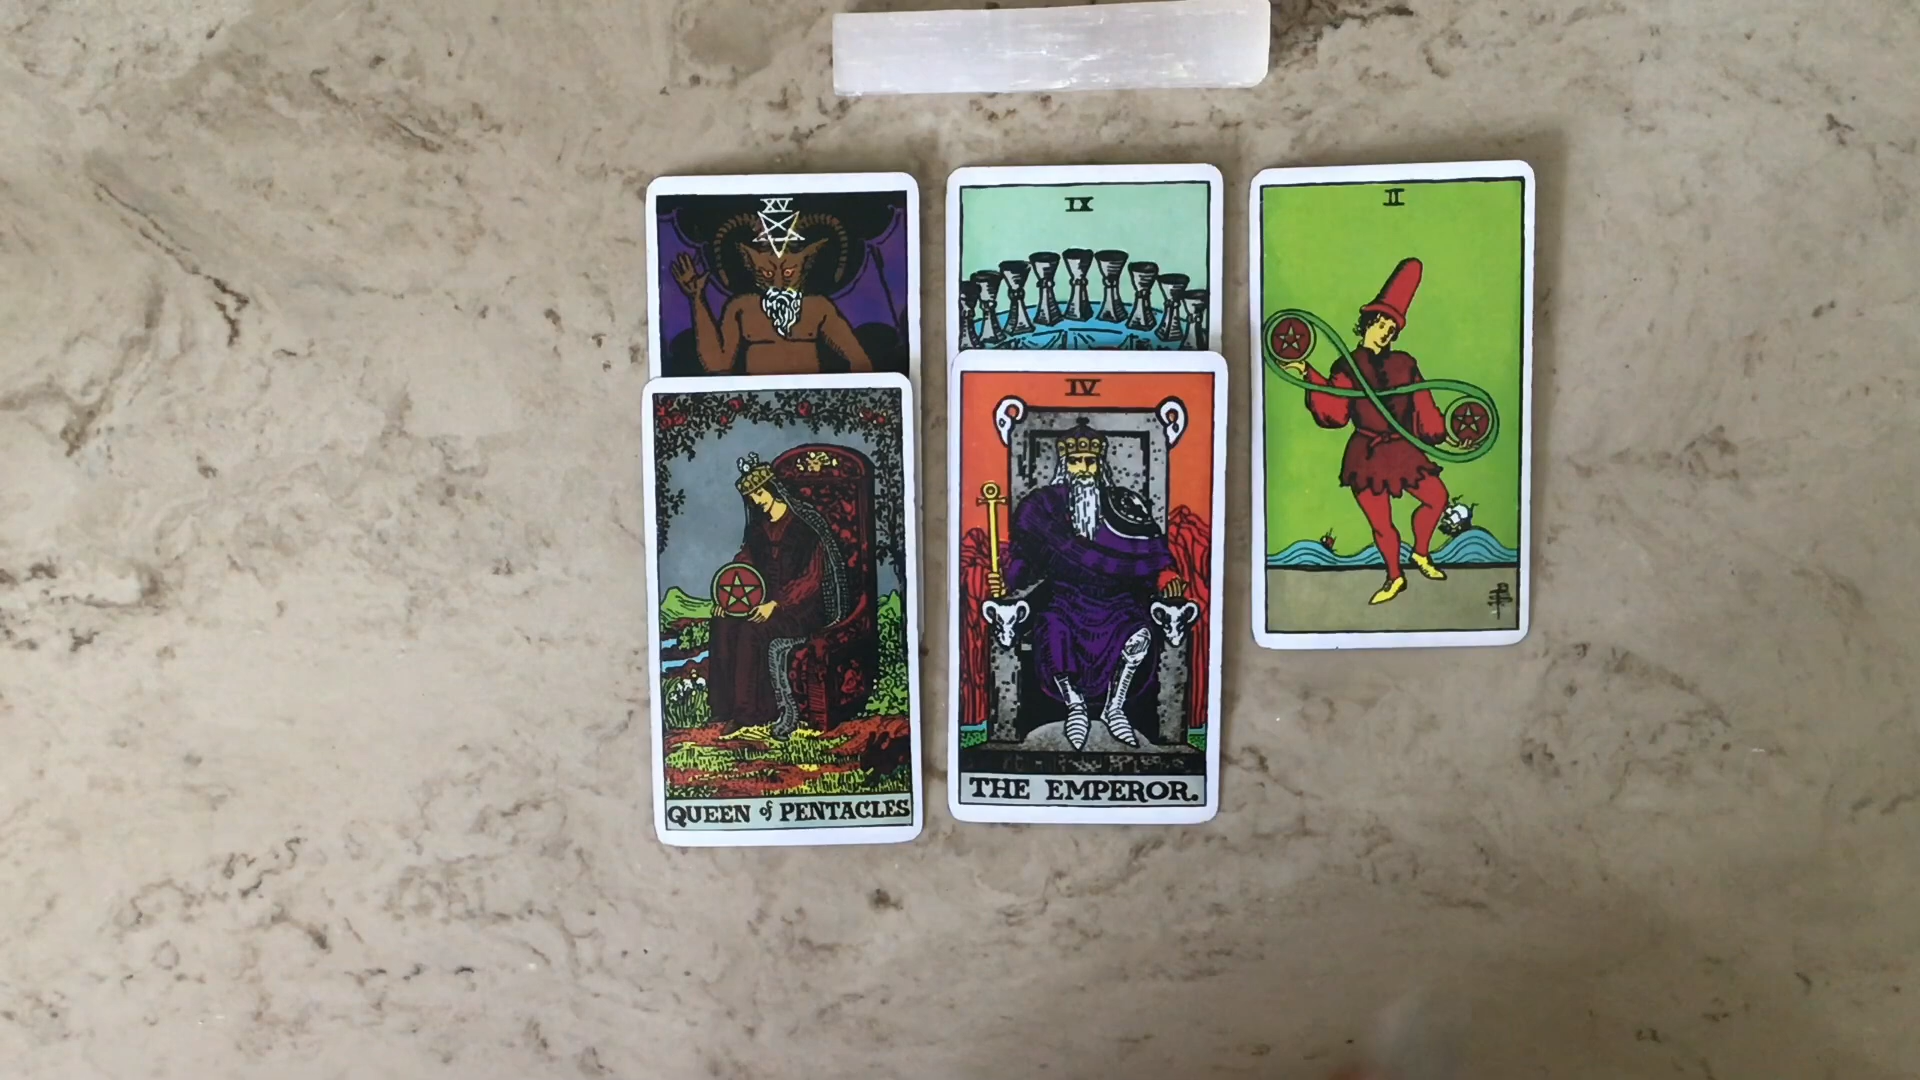 XV
IX
II
IV
THE EMPEROR.
QUEEN of PENTACLES